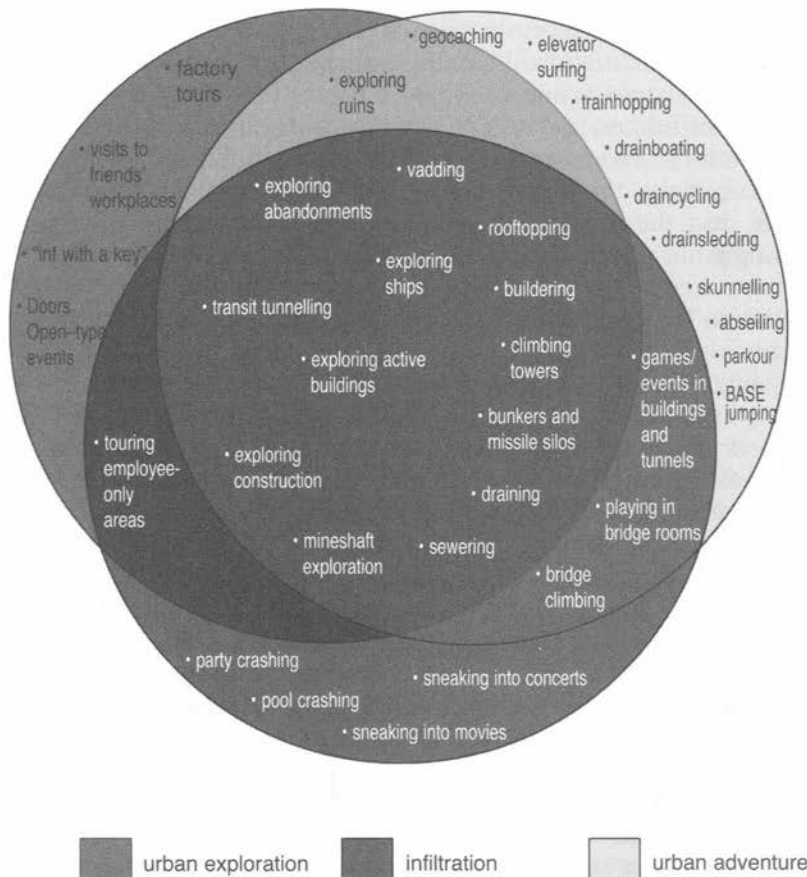 • geocaching
• elevator
surfing
• factory
tours
• exploring
ruins
• trainhopping
• visits to
friends'
workplaces
• drainboating
• exploring
abandonments
• vadding
• draincycling
• rooftopping
• drainsledding
• "inf with a key"
• exploring
ships
• buildering
• skunnelling
• Doors
Open–type
events
• transit tunnelling
• abseiling
• exploring active
buildings
• climbing
towers
• games/
events in
buildings
and
tunnels
• parkour
• BASE
jumping
• bunkers and
missile silos
• touring
employee-
only
areas
• exploring
construction
• draining
• playing in
bridge rooms
• mineshaft
exploration
• sewering
• bridge
climbing
• party crashing
• sneaking into concerts
• pool crashing
• sneaking into movies
urban exploration
infiltration
urban adventure